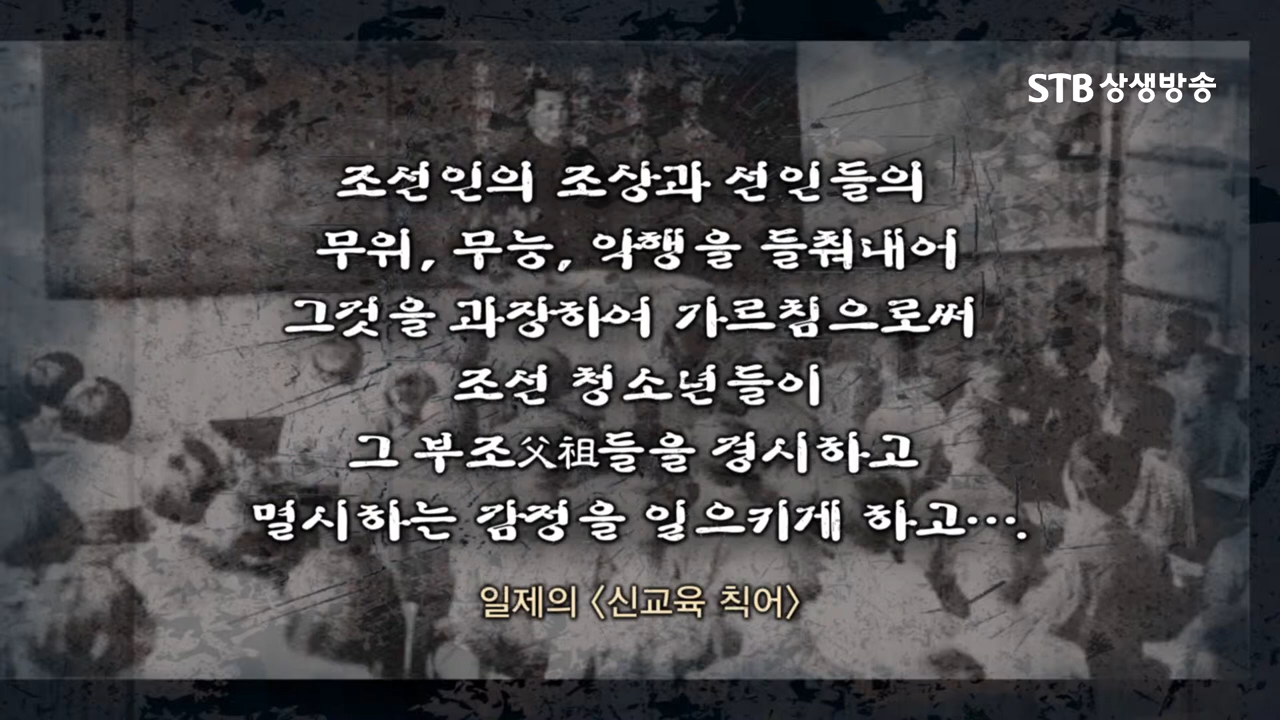 STB 상생방송
조선인의 조상과 선인들의
무위, 무능, 악행을 들춰내어
그것을 과장하여 가르침으로써
조선 청소년들이
그 부조父祖들을 경시하고
멸시하는 감정을 일으키게 하고….
일제의 〈신교육 칙어〉